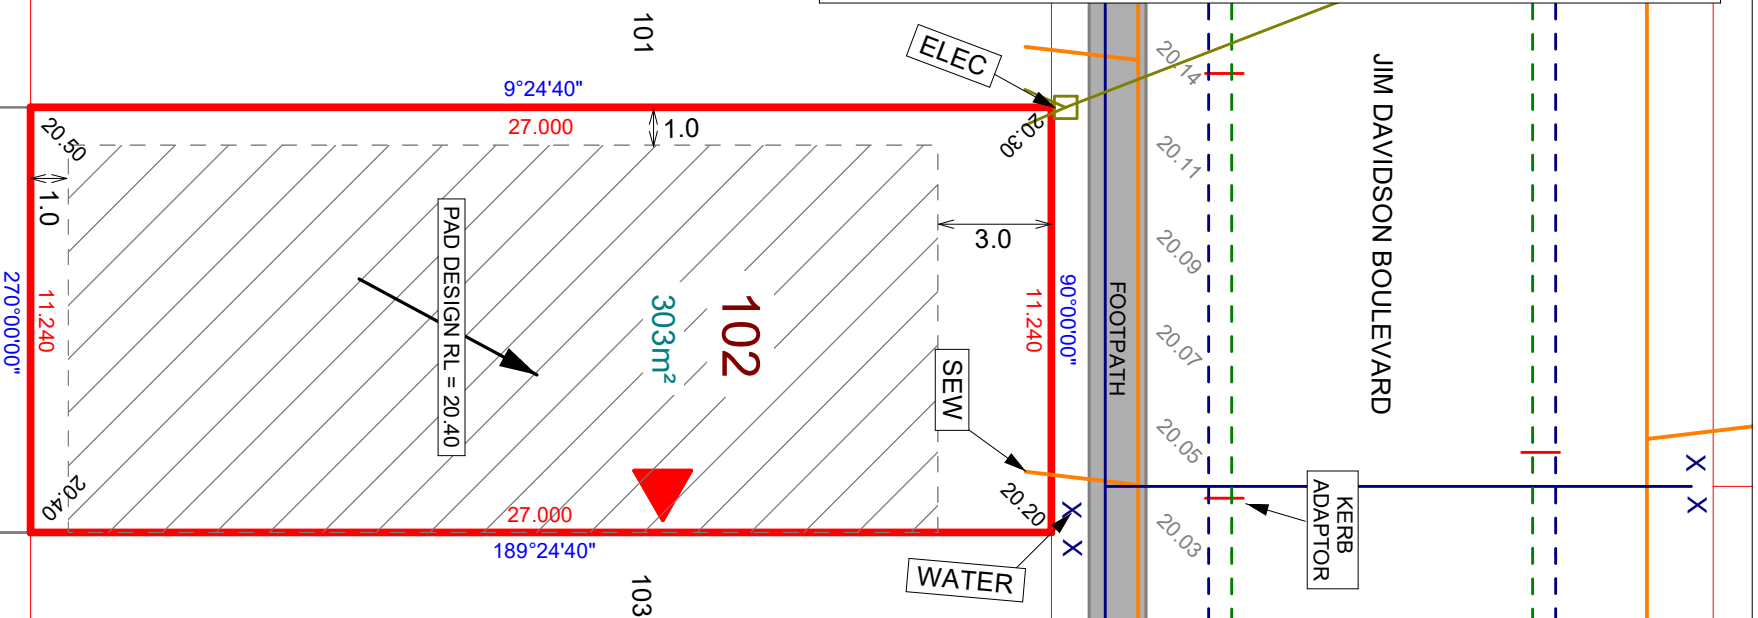 101
ELEC
9°24'40"
27.000
1.0
20.50
20.30
1.0
PAD DESIGN RL = 20.40
3.0
102
303m²
270°00'00"
11.240
11.240
90°00'00"
FOOTPATH
SEW
20.40
27.000
189°24'40"
20.20
X
X
WATER
103
20.14
20.11
20.09
20.07
20.05
20.03
JIM DAVIDSON BOULEVARD
KERB
ADAPTOR
X
X